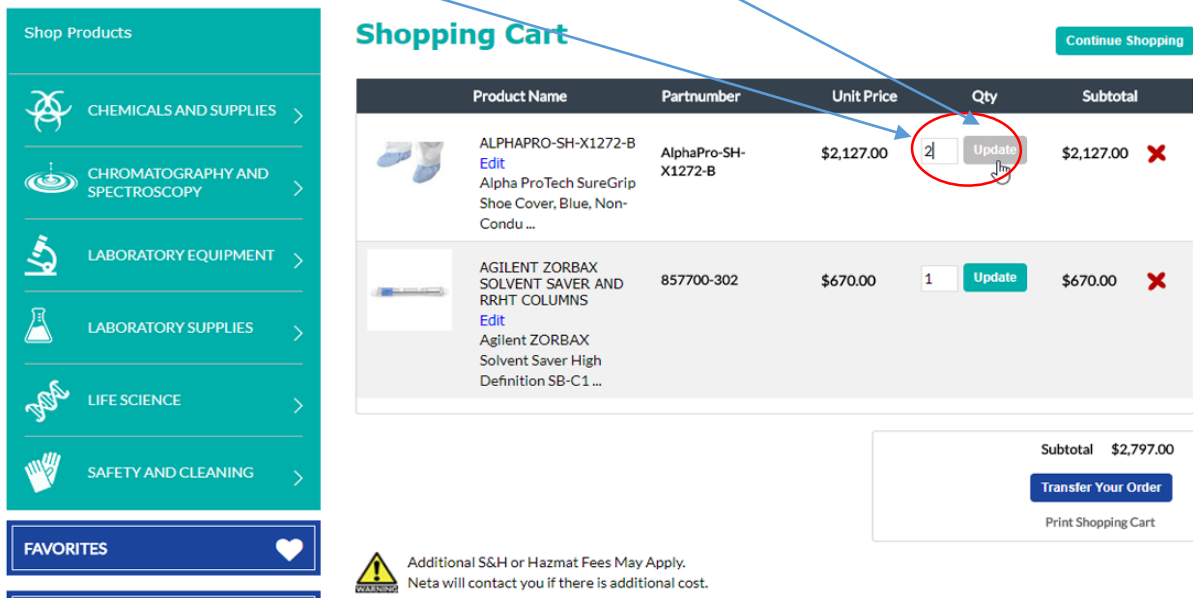 Shop Products
CHEMICALS AND SUPPLIES
CHROMATOGRAPHY AND
SPECTROSCOPY
LABORATORY EQUIPMENT
LABORATORY SUPPLIES
LIFE SCIENCE
SAFETY AND CLEANING
FAVORITES
Shopping Cart
Continue Shopping
Product Name Partnumber Unit Price Qty Subtotal
ALPHAPRO-SH-X1272-B
Edit
Alpha ProTech SureGrip
Shoe Cover, Blue, Non-
Condu ...
AlphaPro-SH-
X1272-B
$2,127.00
2
Update
$2,127.00
AGILENT ZORBAX
SOLVENT SAVER AND
RRHT COLUMNS
Edit
Agilent ZORBAX
Solvent Saver High
Definition SB-C1 ...
857700-302
$670.00
1
Update
$670.00
Subtotal $2,797.00
Transfer Your Order
Print Shopping Cart
WARNING
Additional S&H or Hazmat Fees May Apply.
Neta will contact you if there is additional cost.